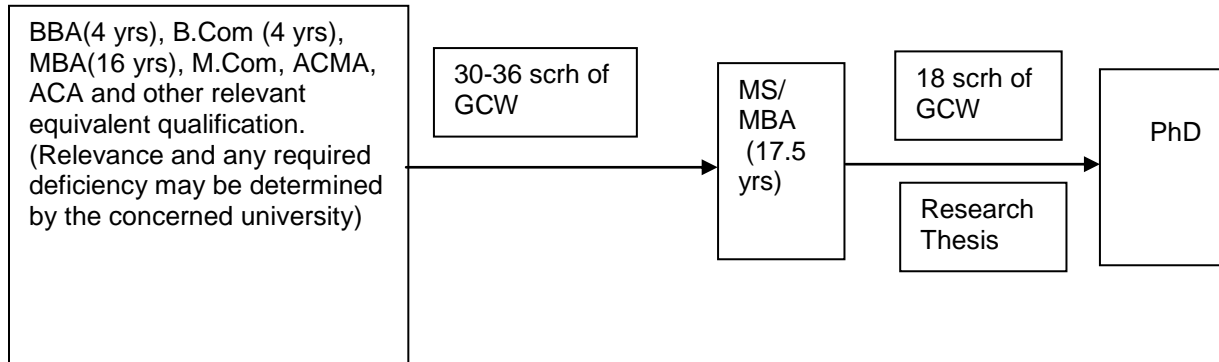 BBA(4 yrs), B.Com (4 yrs),
MBA(16 yrs), M.Com, ACMA,
ACA and other relevant
equivalent qualification.
(Relevance and any required
deficiency may be determined
by the concerned university)
30-36 scrh of
GCW
MS/
MBA
(17.5
yrs)
18 scrh of
GCW
Research
Thesis
PhD